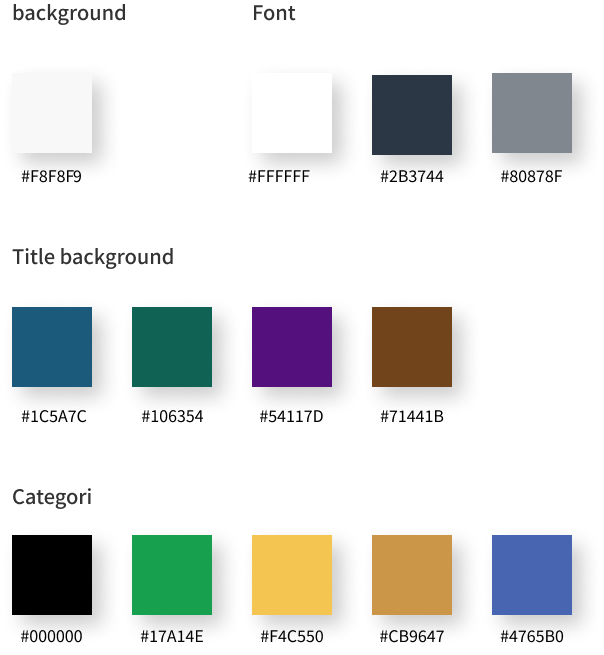 background
Font
#F8F8F9
#FFFFFF
#2B3744
#80878F
Title background
#1C5A7C
#106354
#54117D
#71441B
Categori
#000000
#17A14E
#F4C550
#CB9647
#4765B0